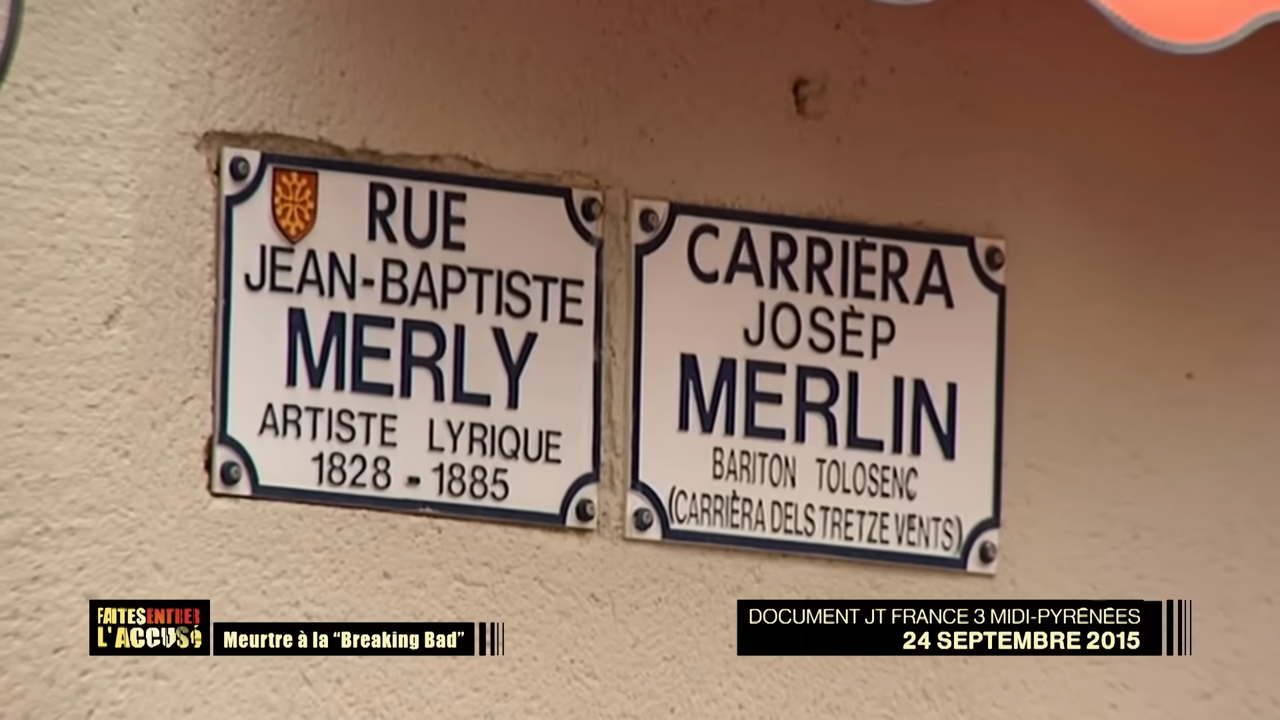 RUE
JEAN-BAPTISTE
MERLY
ARTISTE LYRIQUE
1828 - 1885
CARRIÈRA
JOSÈP
MERLIN
BARITON TOLOSENC
(CARRIÈRA DELS TRETZE VENTS)
FAITES ENTRER
L'ACCUSÉ
Meurtre à la “Breaking Bad”
DOCUMENT JT FRANCE 3 MIDI-PYRÉNÉES
24 SEPTEMBRE 2015